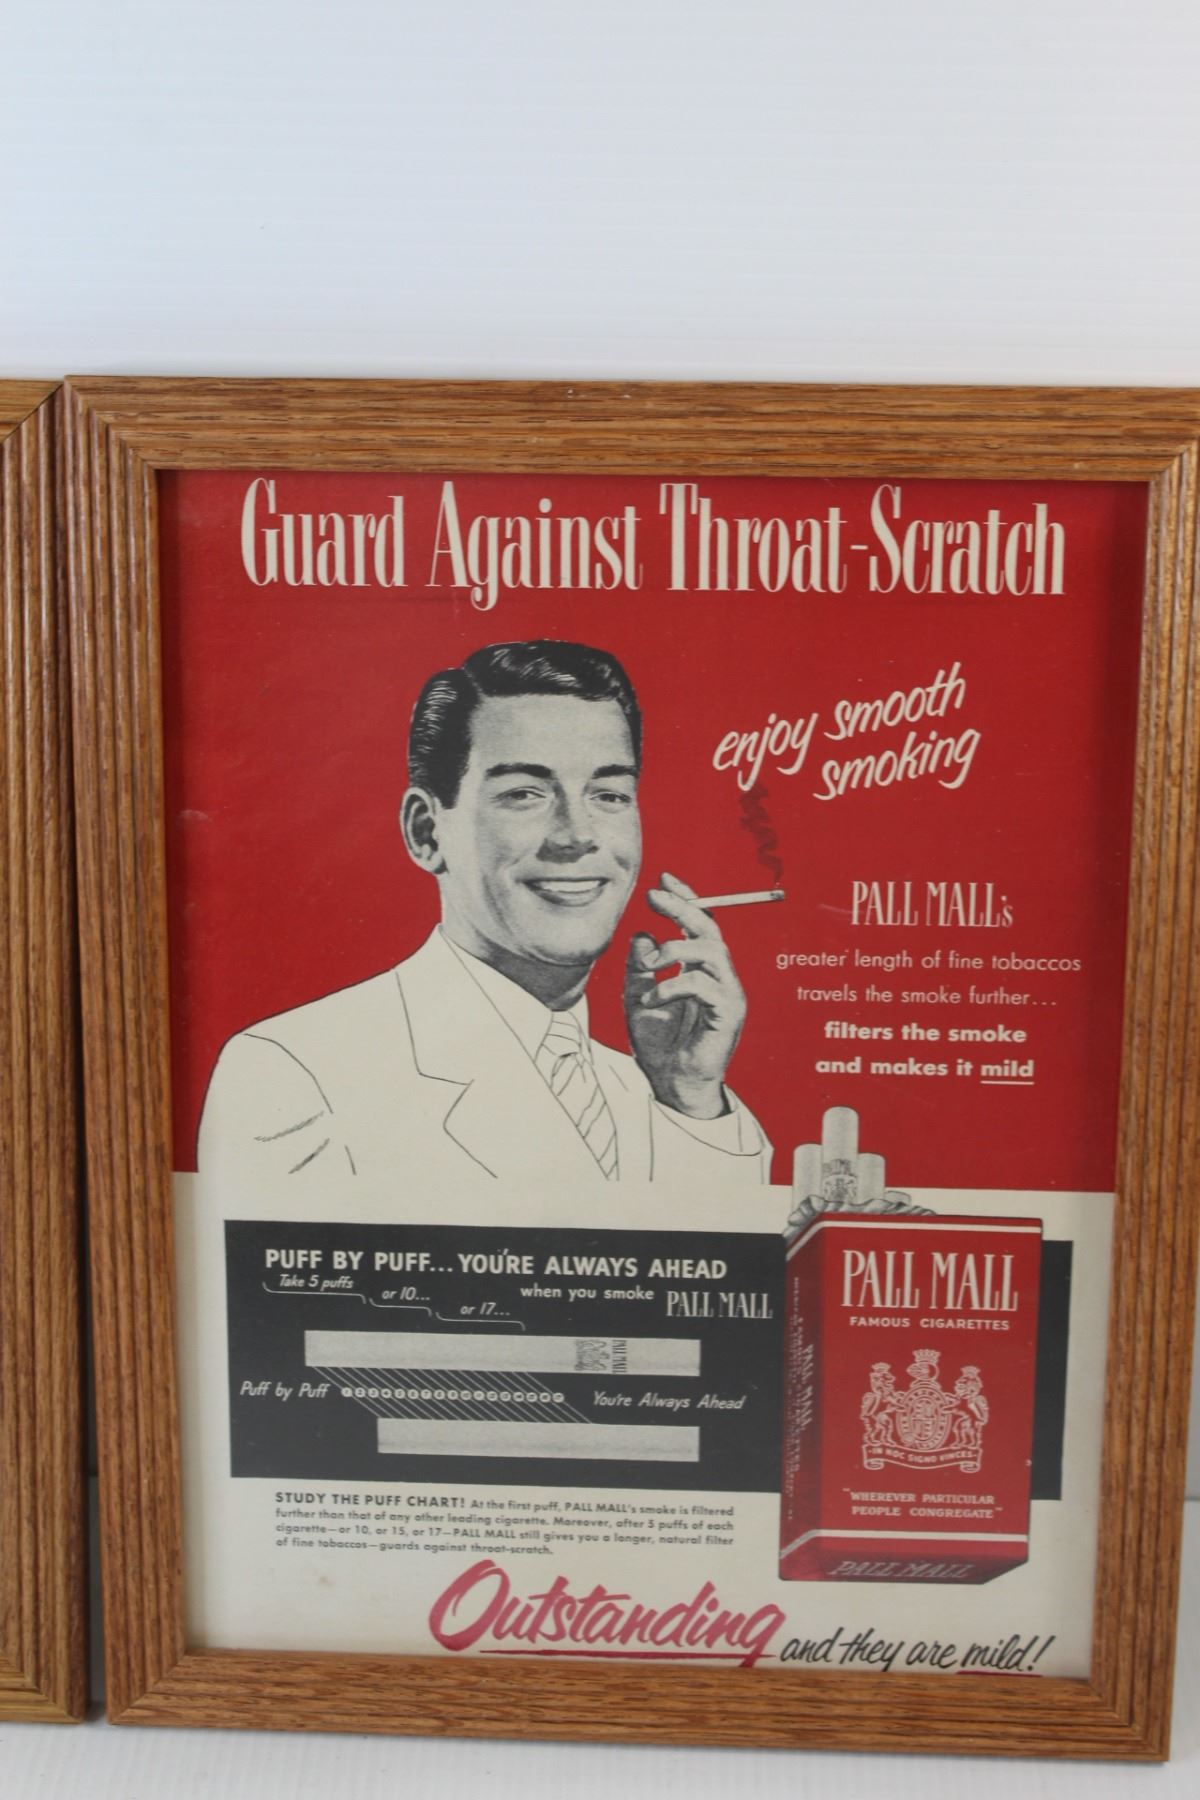 Guard Against Throat-Scratch
enjoy smooth
smoking
PALL MALL's
greater length of fine tobaccos
travels the smoke further...
filters the smoke
and makes it mild
PUFF BY PUFF... YOU'RE ALWAYS AHEAD
Take 5 puffs
or 10...
or 17...
when you smoke PALL MALL
Puff by Puff
You're Always Ahead
STUDY THE PUFF CHART! At the first puff, PALL MALL's smoke is filtered
further than that of any other leading cigarette. Moreover, after 5 puffs of each
cigarette—or 10, or 15, or 17—PALL MALL still gives you a longer, natural filter
of fine tobaccos—guards against throat-scratch.
PALL MALL
FAMOUS CIGARETTES
IN HOC SIGNO VINCES
"WHEREVER PARTICULAR
PEOPLE CONGREGATE"
PALL MALL
PALL MALL
Outstanding and they are mild!